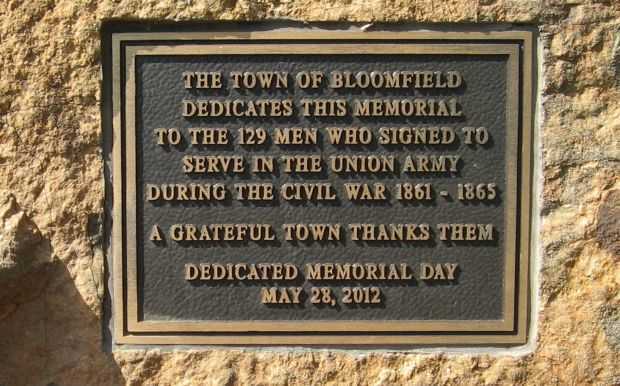 THE TOWN OF BLOOMFIELD
DEDICATES THIS MEMORIAL
TO THE 129 MEN WHO SIGNED TO
SERVE IN THE UNION ARMY
DURING THE CIVIL WAR 1861 - 1865
A GRATEFUL TOWN THANKS THEM
DEDICATED MEMORIAL DAY
MAY 28, 2012